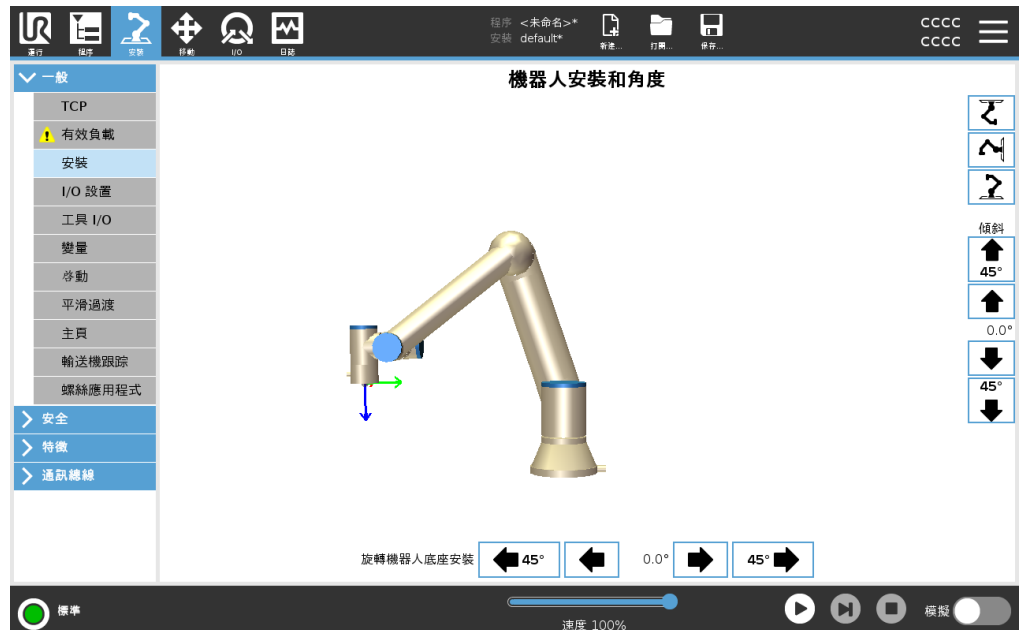 UR
運行
程序
安裝
移動
I/O
日誌
程序 <未命名>*
安裝 default*
新建...
打開...
保存...
CCCC
CCCC
一般
TCP
有效負載
安裝
I/O 設置
工具 I/O
變量
啓動
平滑過渡
主頁
輸送機跟踪
螺絲應用程式
安全
特徵
通訊總線
機器人安裝和角度
傾斜
45°
0.0°
45°
旋轉機器人底座安裝
45°
0.0°
45°
標準
速度 100%
模擬